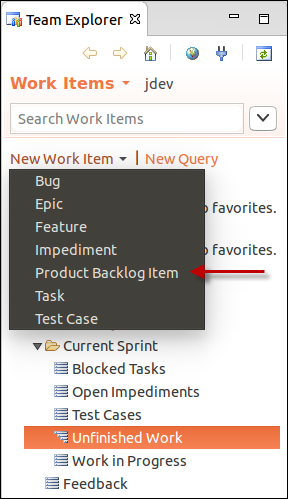 Team Explorer
Work Items jdev
Search Work Items
New Work Item | New Query
Bug
Epic
favorites.
Feature
Impediment
favorites.
Product Backlog Item
Task
Test Case
Current Sprint
Blocked Tasks
Open Impediments
Test Cases
Unfinished Work
Work in Progress
Feedback